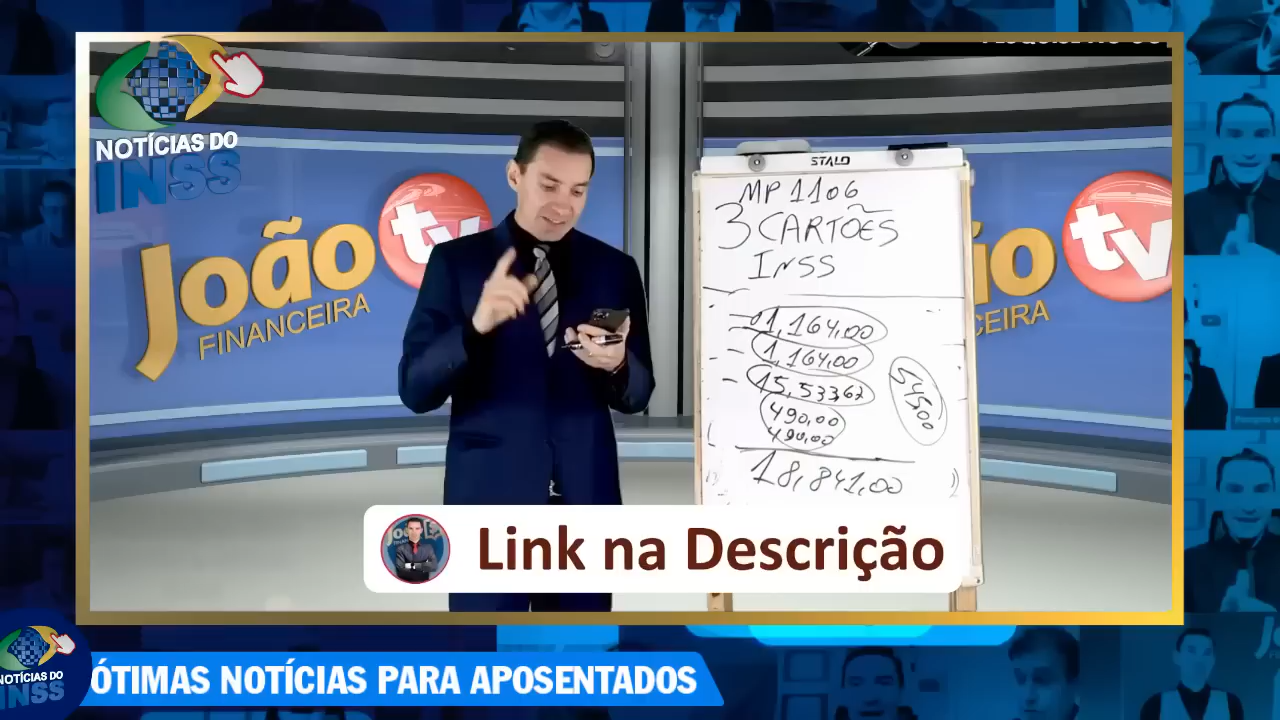 NOTÍCIAS DO
INSS
João
FINANCEIRA
tv
STALO
MP 1106
3 CARTÕES
INSS
1,164,00
1,164,00
15,533,62
490,00
490,00
545,00
18,841,00
ão
CEIRA
tv
Link na Descrição
NOTÍCIAS DO
INSS
ÓTIMAS NOTÍCIAS PARA APOSENTADOS